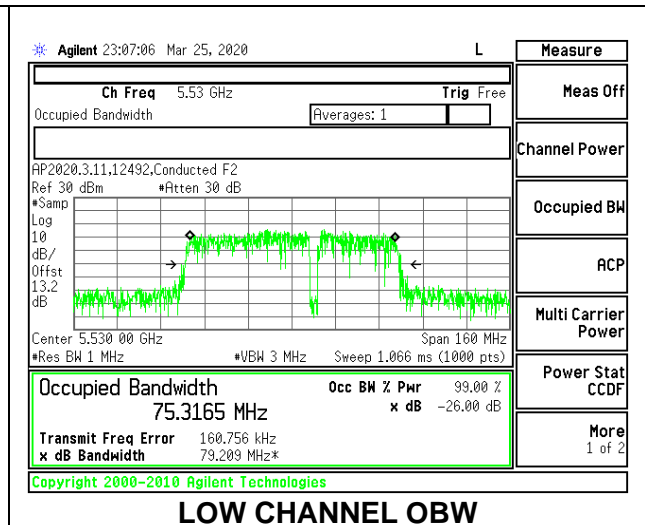 Agilent 23:07:06 Mar 25, 2020 L
Measure
Meas Off
Channel Power
Occupied BW
ACP
Multi Carrier
Power
Power Stat
CCDF
More
1 of 2
Ch Freq 5.53 GHz Trig Free
Occupied Bandwidth Averages: 1
AP2020.3.11,12492,Conducted F2
Ref 30 dBm #Atten 30 dB
#Samp
Log
10
dB/
Offst
13.2
dB
Center 5.530 00 GHz Span 160 MHz
#Res BW 1 MHz #VBW 3 MHz Sweep 1.066 ms (1000 pts)
Occupied Bandwidth Occ BW % Pwr 99.00 %
75.3165 MHz x dB -26.00 dB
Transmit Freq Error 160.756 kHz
x dB Bandwidth 79.209 MHz*
Copyright 2000-2010 Agilent Technologies
LOW CHANNEL OBW